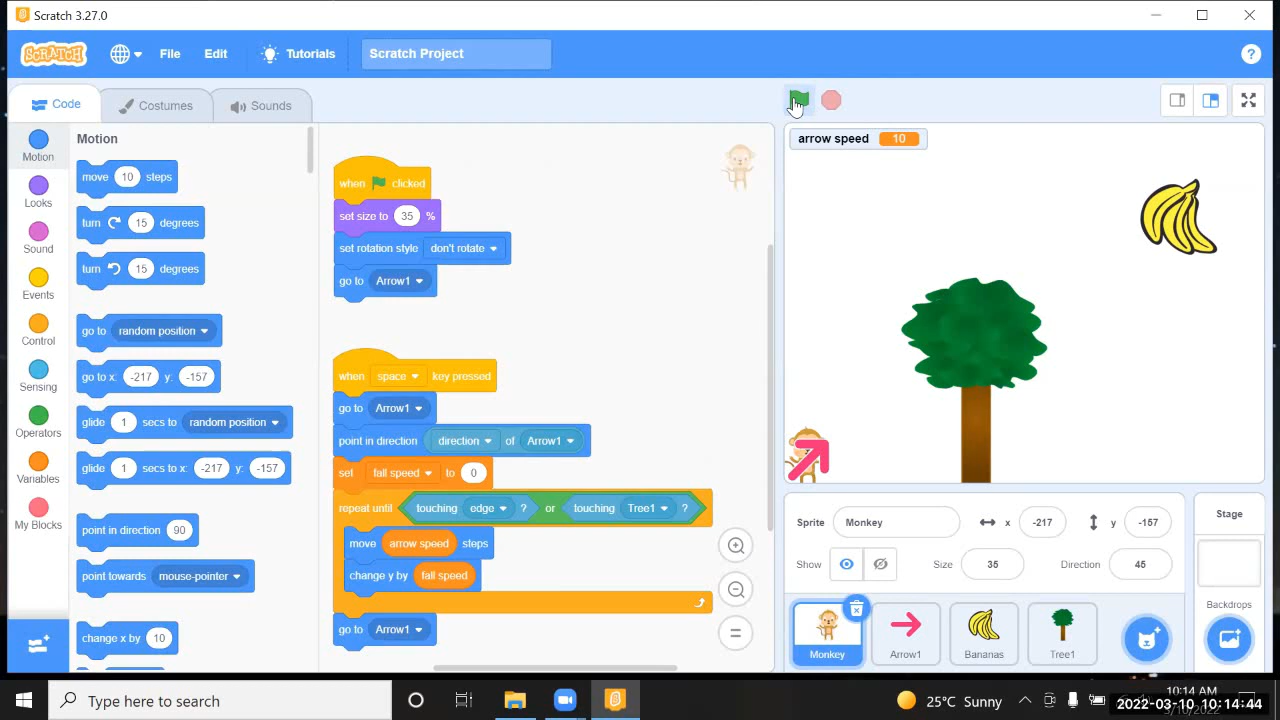 Scratch 3.27.0
SCRATCH
File
Edit
Tutorials
Scratch Project
?
Code
Costumes
Sounds
Motion
Looks
Sound
Events
Control
Sensing
Operators
Variables
My Blocks
Motion
move 10 steps
turn 15 degrees
turn 15 degrees
go to random position
go to x: -217 y: -157
glide 1 secs to random position
glide 1 secs to x: -217 y: -157
point in direction 90
point towards mouse-pointer
change x by 10
when clicked
set size to 35 %
set rotation style don't rotate
go to Arrow1
when space key pressed
go to Arrow1
point in direction direction of Arrow1
set fall speed to 0
repeat until touching edge ? or touching Tree1 ?
move arrow speed steps
change y by fall speed
go to Arrow1
arrow speed 10
Sprite Monkey x -217 y -157
Show Size 35 Direction 45
Monkey
Arrow1
Bananas
Tree1
Stage
Backdrops
Type here to search
25°C Sunny
10:14 AM
2022-03-10 10:14:44